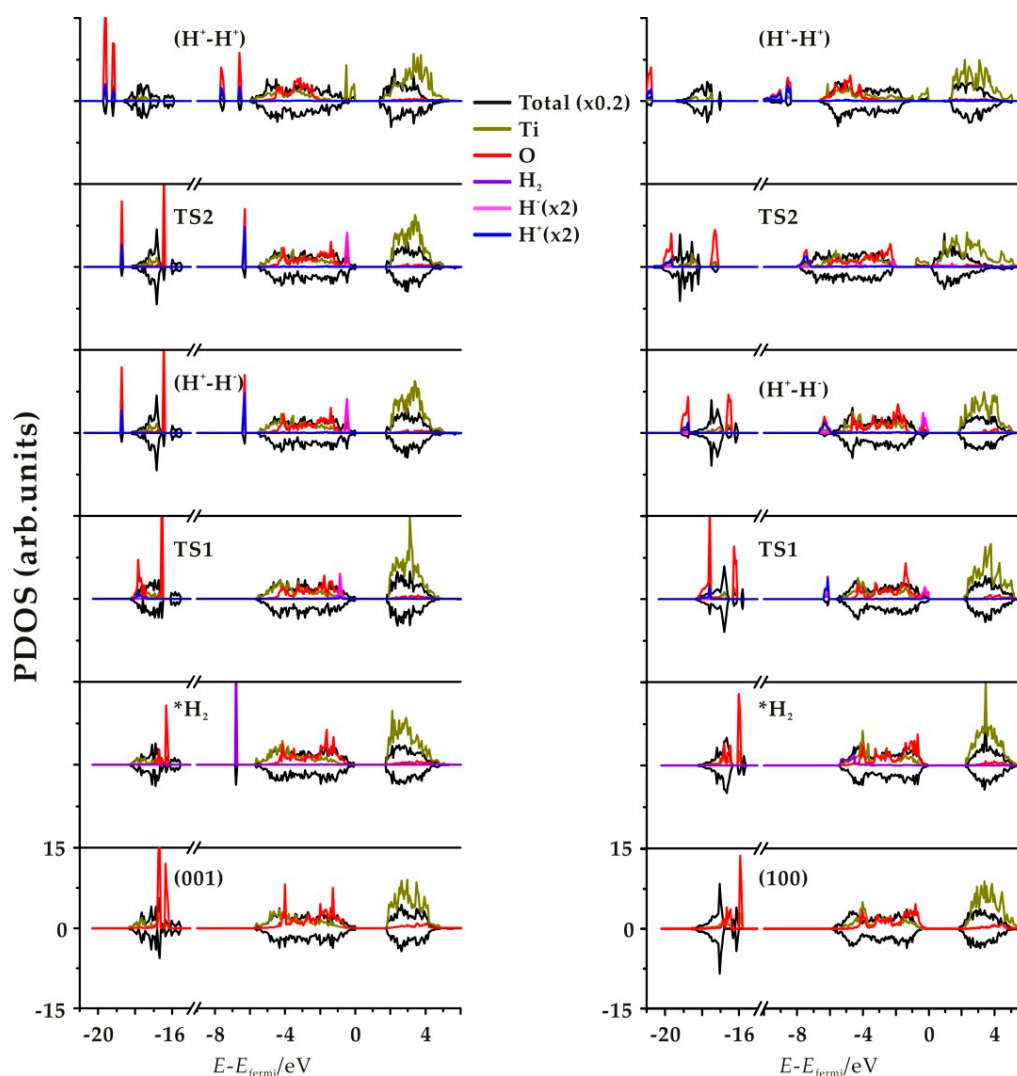 (H⁺-H⁺)
(H⁺-H⁺)
Total (x0.2)
Ti
O
H₂
H⁻(x2)
H⁺(x2)
TS2
TS2
(H⁺-H⁻)
(H⁺-H⁻)
TS1
TS1
*H₂
*H₂
15
(001)
0
-15
15
(100)
0
-15
-20 -16 -8 -4 0 4
-20 -16 -8 -4 0 4
E-E_fermi/eV
E-E_fermi/eV
PDOS (arb.units)